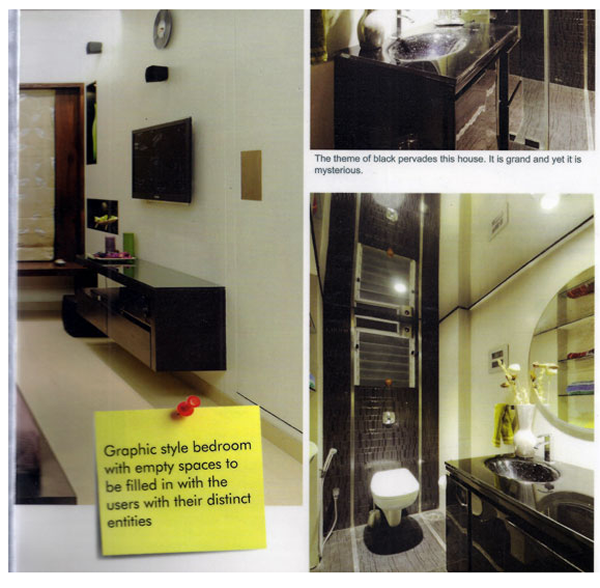 The theme of black pervades this house. It is grand and yet it is
mysterious.
Graphic style bedroom
with empty spaces to
be filled in with the
users with their distinct
entities